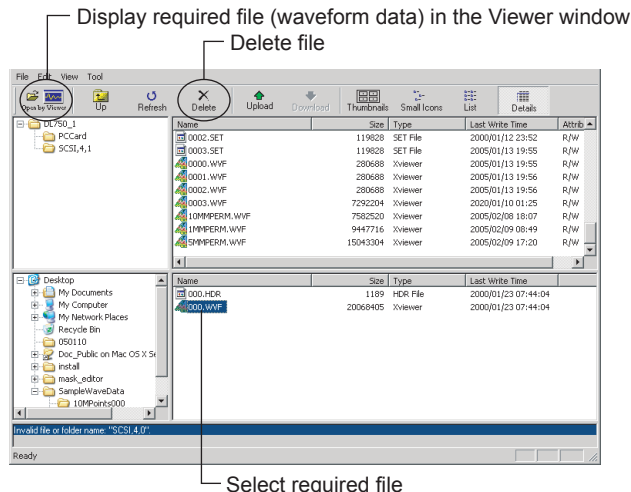 Display required file (waveform data) in the Viewer window
Delete file
File Edit View Tool
Open by Viewer Up Refresh Delete Upload Download Thumbnails Small Icons List Details
DL750_1
PCCard
SCSI,4,1
Name Size Type Last Write Time Attrib
0002.SET 119828 SET File 2000/01/12 23:52 R/W
0003.SET 119828 SET File 2005/01/13 19:55 R/W
0000.WVF 280688 Xviewer 2005/01/13 19:55 R/W
0001.WVF 280688 Xviewer 2005/01/13 19:56 R/W
0002.WVF 280688 Xviewer 2005/01/13 19:56 R/W
0003.WVF 7292204 Xviewer 2020/01/10 01:25 R/W
10MMPERM.WVF 7582520 Xviewer 2005/02/08 18:07 R/W
1MMPERM.WVF 9447716 Xviewer 2005/02/09 08:49 R/W
5MMPERM.WVF 15043304 Xviewer 2005/02/09 17:20 R/W
Desktop
My Documents
My Computer
My Network Places
Recycle Bin
050110
Doc_Public on Mac OS X Se
install
mask_editor
SampleWaveData
10MPoints000
Name Size Type Last Write Time
000.HDR 1189 HDR File 2000/01/23 07:44:04
000.WVF 20068405 Xviewer 2000/01/23 07:44:04
Invalid file or folder name: "SCSI,4,0".
Ready
Select required file